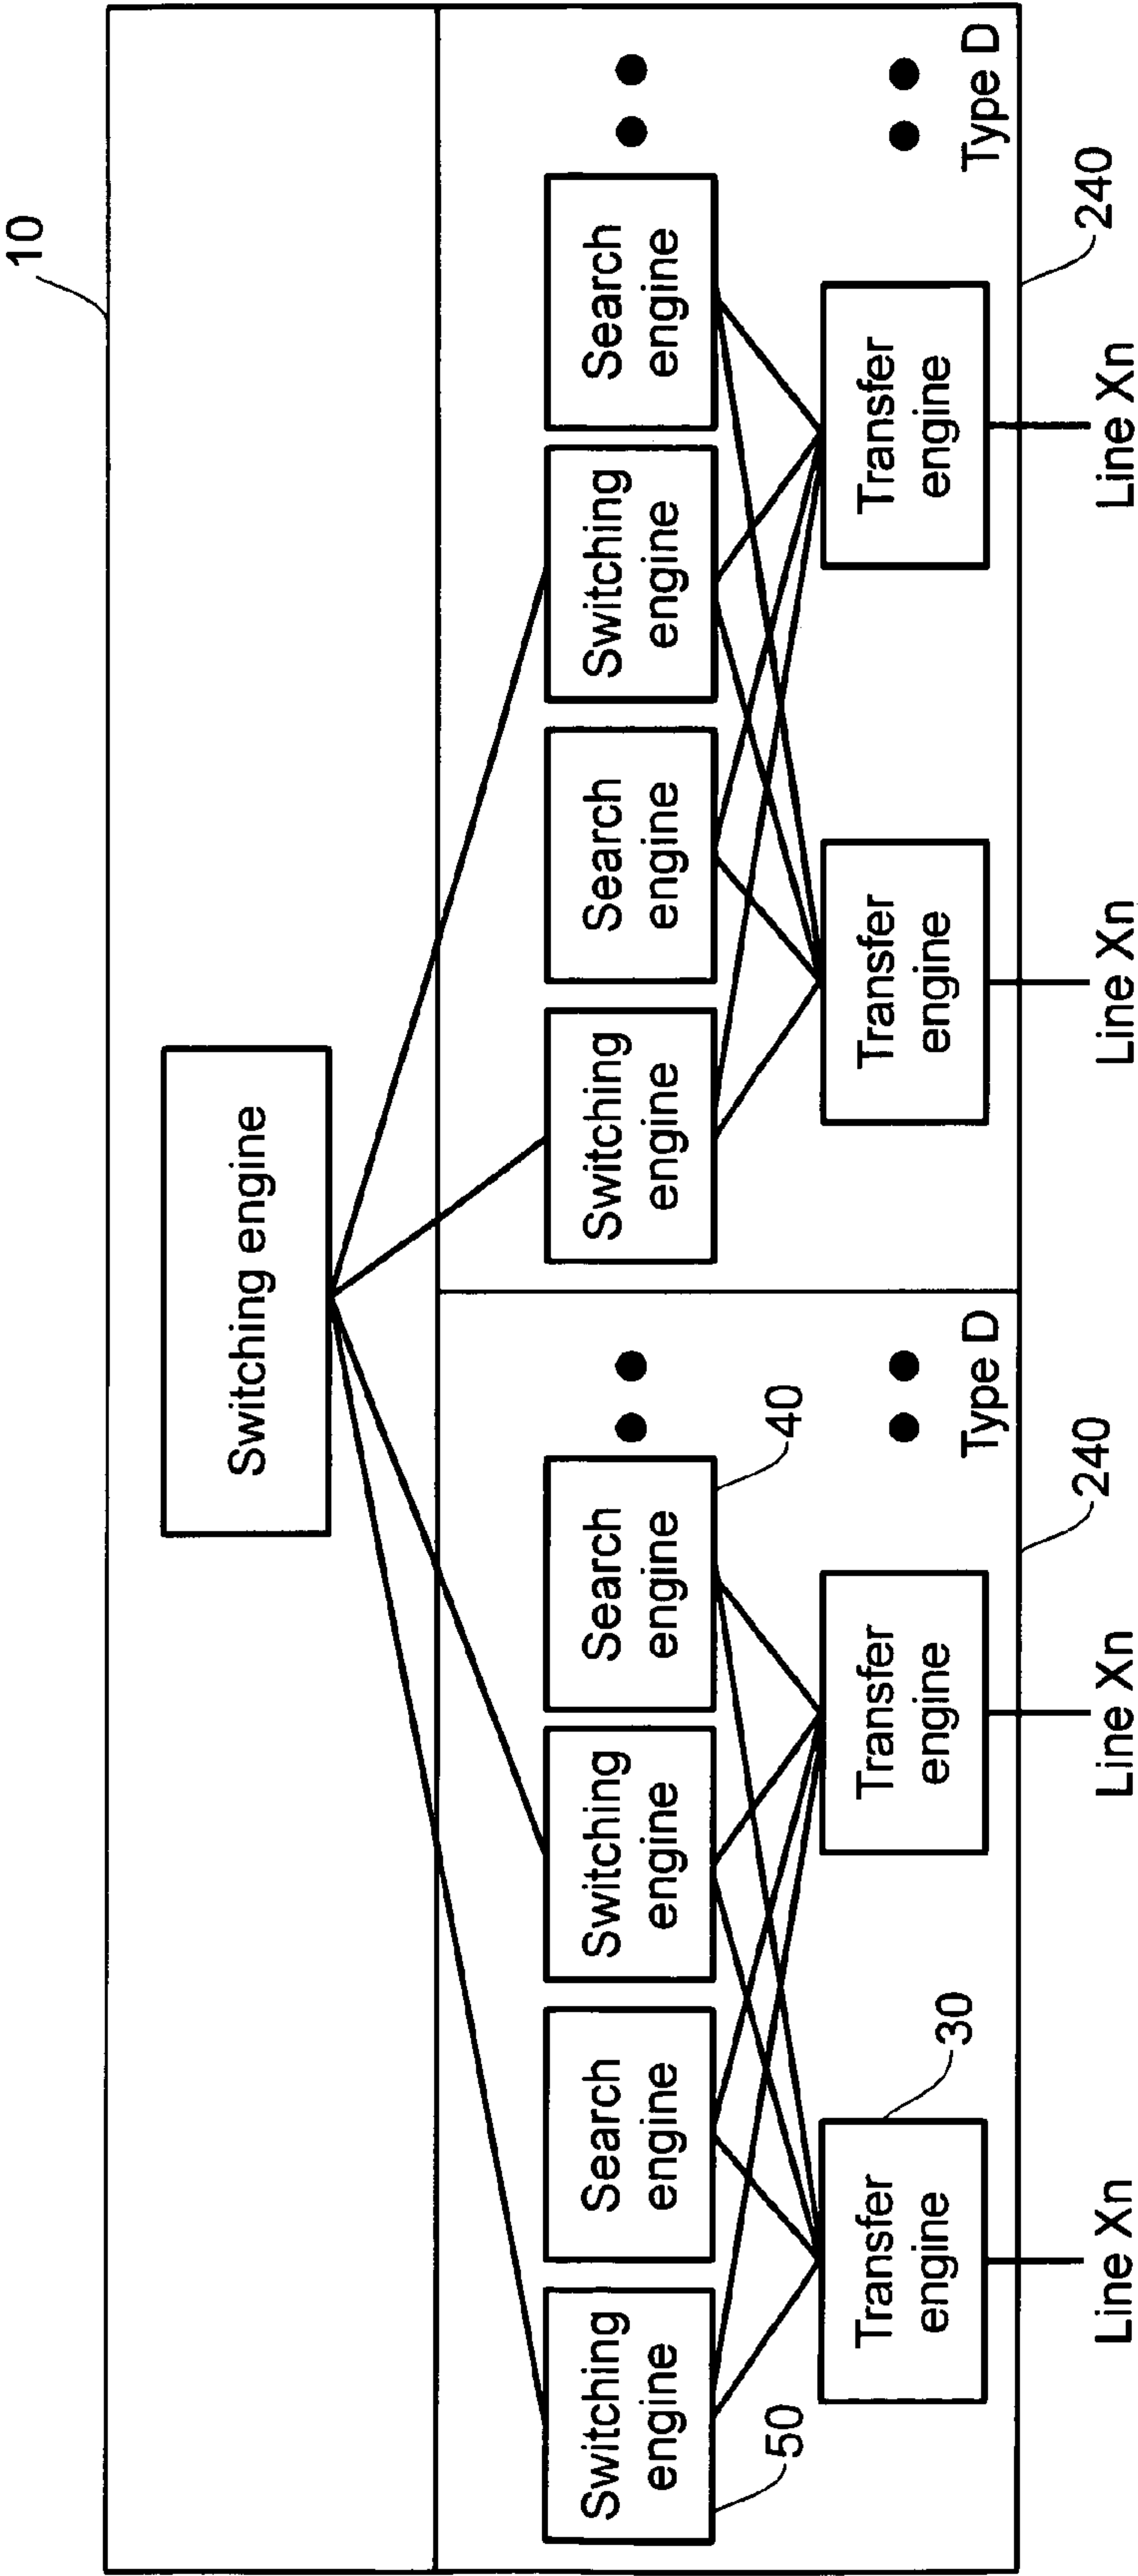 10
Switching engine
Switching
engine
Search
engine
Switching
engine
Search
engine
Switching
engine
Search
engine
Switching
engine
Search
engine
50
40
Transfer
engine
30
Transfer
engine
Transfer
engine
Transfer
engine
Type D
Type D
240
240
Line Xn
Line Xn
Line Xn
Line Xn